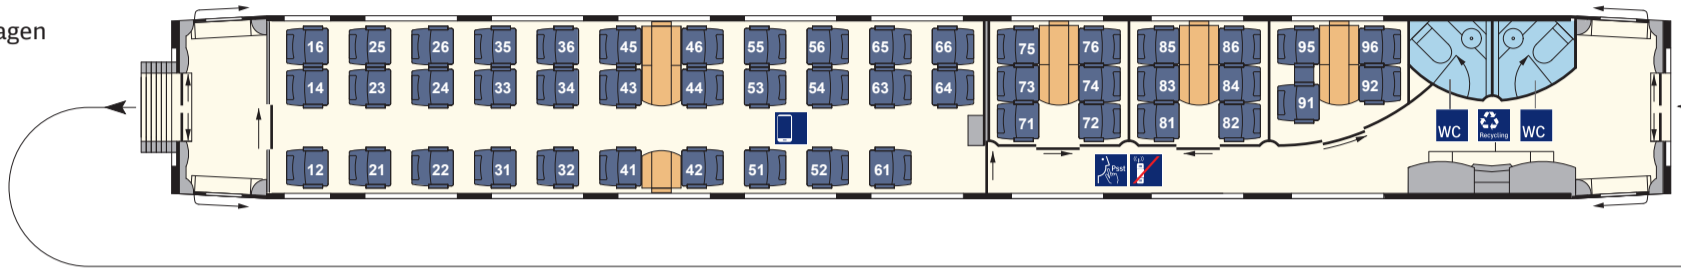 agen
16 25 26 35 36 45 46 55 56 65 66 75 76 85 86 95 96
14 23 24 33 34 43 44 53 54 63 64 73 74 83 84 91 92
71 72 81 82
WC Recycling WC
12 21 22 31 32 41 42 51 52 61
Psst